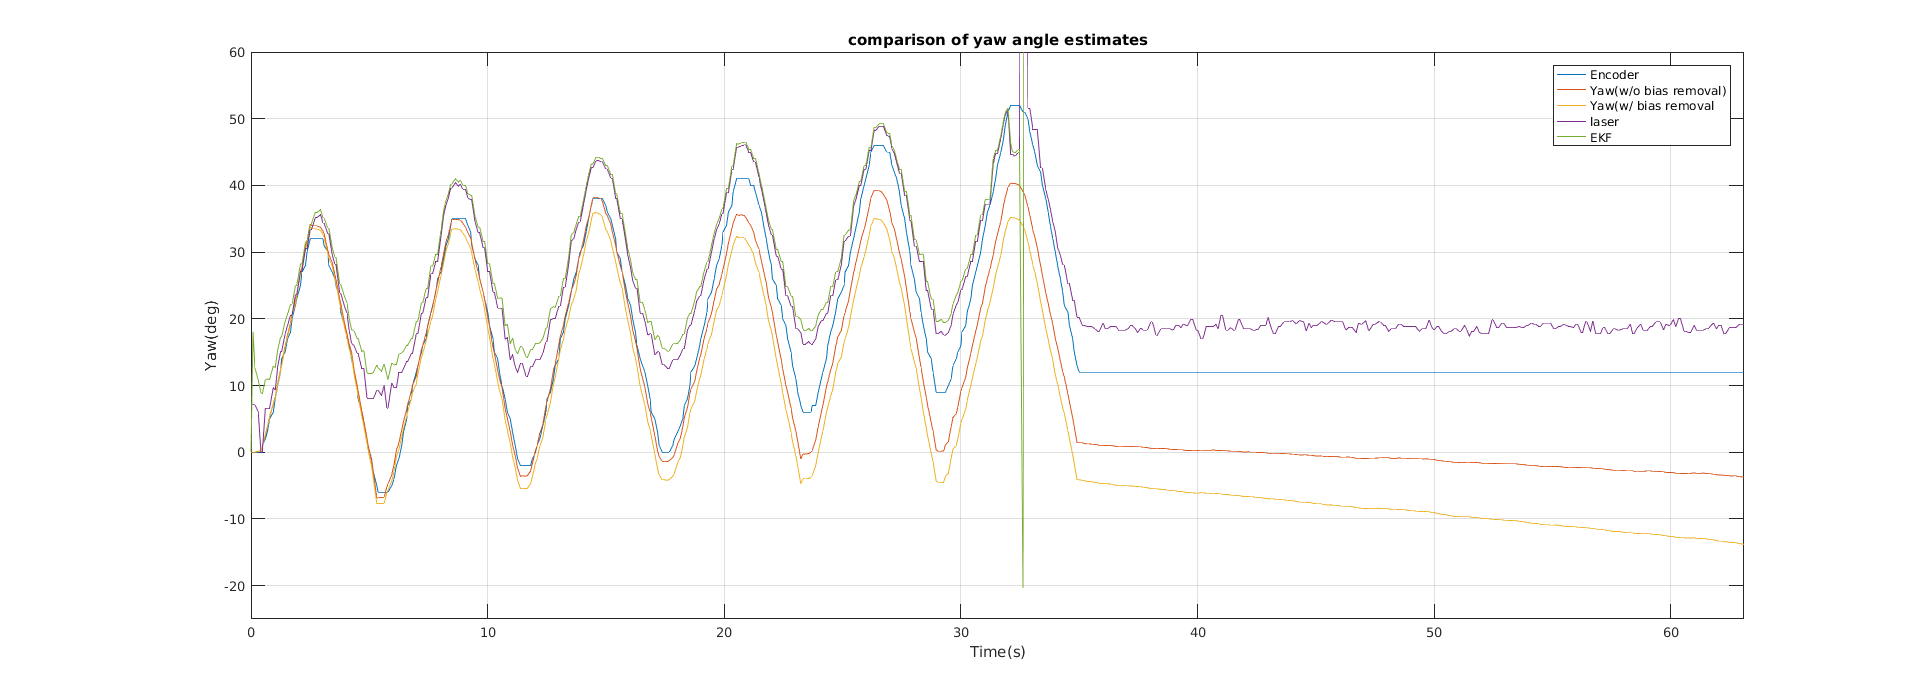 comparison of yaw angle estimates
60
50
40
30
20
10
0
-10
-20
Yaw(deg)
Encoder
Yaw(w/o bias removal)
Yaw(w/ bias removal
laser
EKF
0 10 20 30 40 50 60
Time(s)